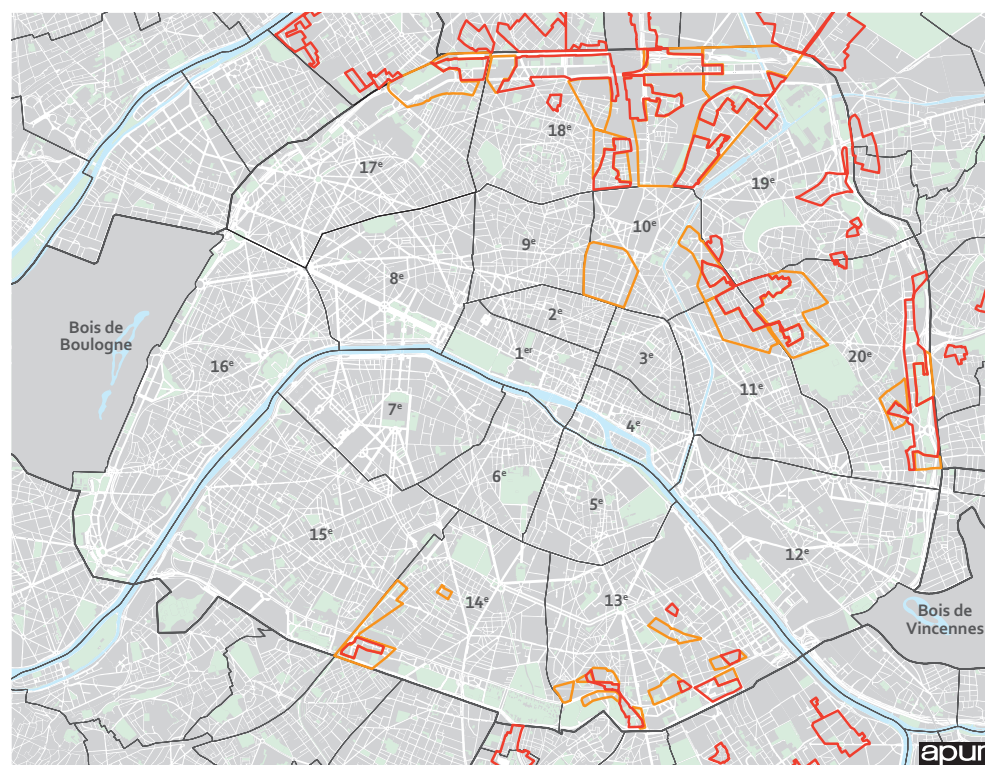 18ᵉ
17ᵉ
19ᵉ
10ᵉ
9ᵉ
8ᵉ
2ᵉ
Bois de
Boulogne
1ᵉʳ
3ᵉ
20ᵉ
16ᵉ
11ᵉ
7ᵉ
4ᵉ
6ᵉ
5ᵉ
15ᵉ
12ᵉ
14ᵉ
13ᵉ
Bois de
Vincennes
apur